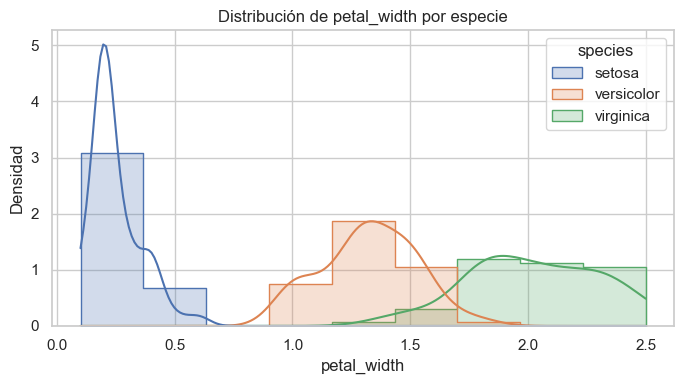 Distribución de petal_width por especie
species
setosa
versicolor
virginica
Densidad
5
4
3
2
1
0
0.0
0.5
1.0
1.5
2.0
2.5
petal_width